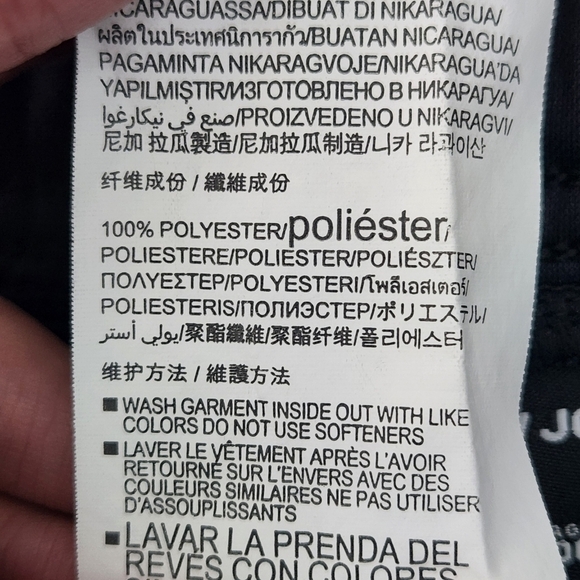 NICARAGUASSA/DIBUAT DI NIKARAGUA/
ผลิตในประเทศนิการากัว/BUATAN NICARAGUA/
PAGAMINTA NIKARAGVOJE/NIKARAGUA'DA
YAPILMIŞTIR/ИЗГОТОВЛЕНО В НИКАРАГУА/
صنع في نيكارغوا/PROIZVEDENO U NIKARAGVI/
尼加 拉瓜製造/尼加拉瓜制造/니카 라과이산
纤维成份 / 纖維成份
100% POLYESTER/poliéster/
POLIESTERE/POLIESTER/POLIÉSZTER/
ΠΟΛΥΕΣΤΕΡ/POLYESTERI/โพลีเอสเตอร์/
POLIESTERIS/ПОЛИЭСТЕР/ポリエステル/
يولي أستر/聚酯纖維/聚酯纤维/폴리에스터
维护方法 / 維護方法
WASH GARMENT INSIDE OUT WITH LIKE
COLORS DO NOT USE SOFTENERS
LAVER LE VÊTEMENT APRÈS L'AVOIR
RETOURNÉ SUR L'ENVERS AVEC DES
COULEURS SIMILAIRES NE PAS UTILISER
D'ASSOUPLISSANTS
LAVAR LA PRENDA DEL
REVÉS CON COLORES